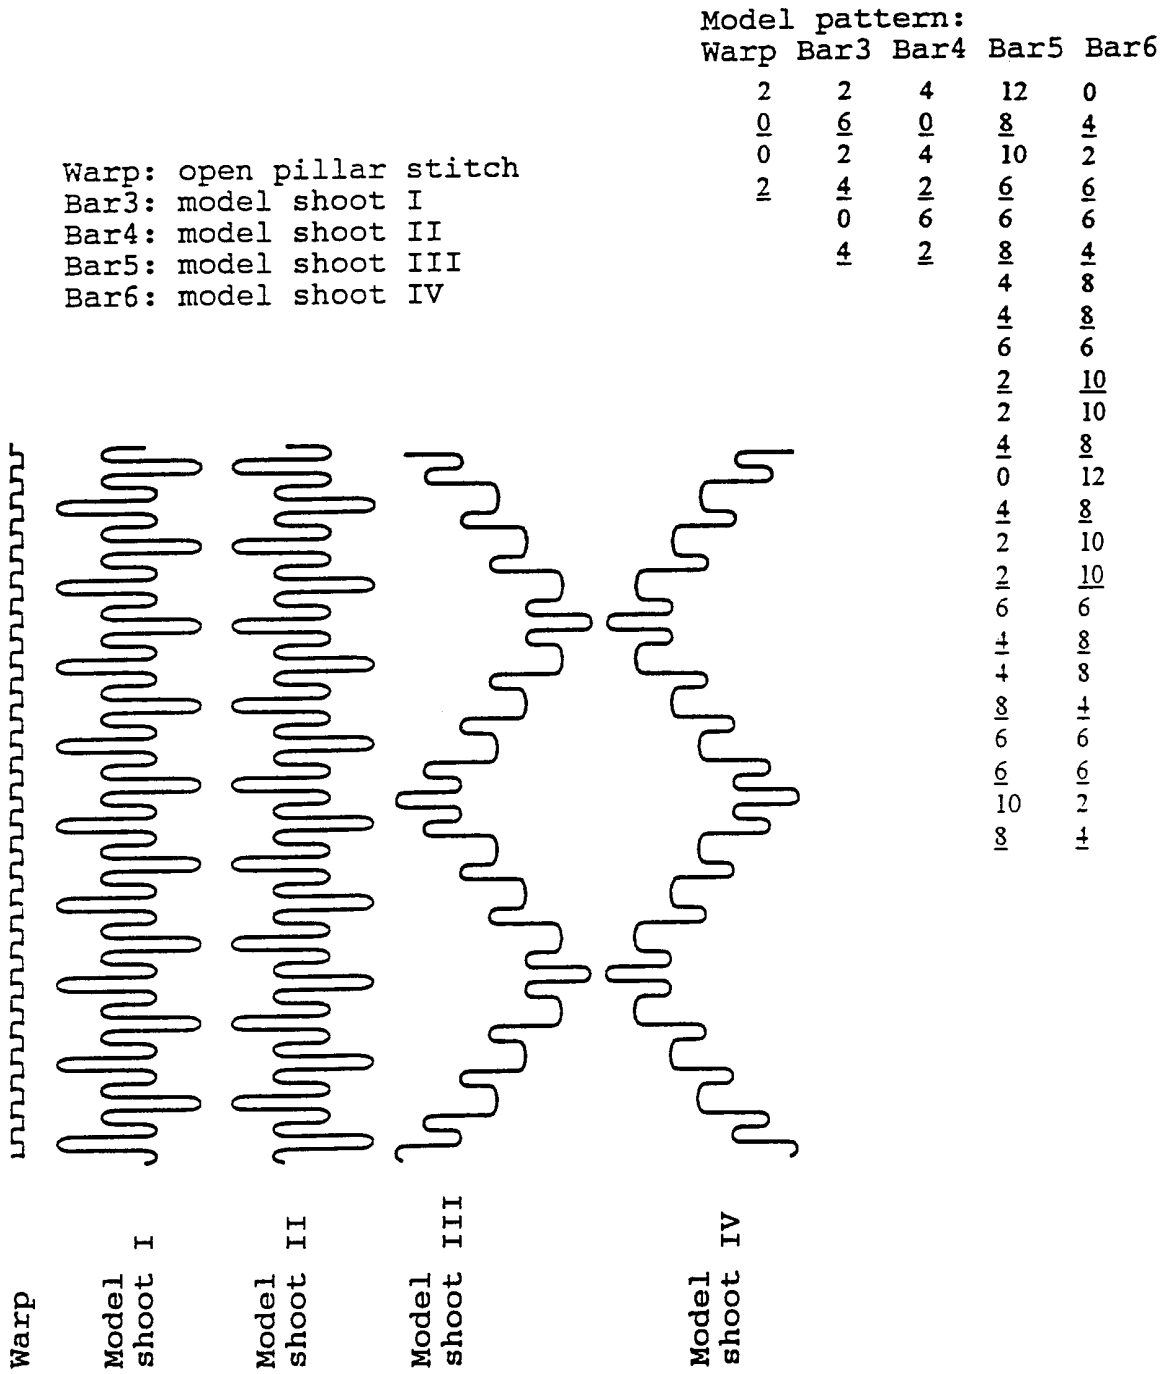 Model pattern:
Warp Bar3 Bar4 Bar5 Bar6
2 2 4 12 0
0 6 0 8 4
0 2 4 10 2
2 4 2 6 6
0 6 6 6
4 2 8 4
4 8
4 8
6 6
2 10
2 10
4 8
0 12
4 8
2 10
2 10
6 6
4 8
4 8
8 4
6 6
6 6
10 2
8 4
Warp: open pillar stitch
Bar3: model shoot I
Bar4: model shoot II
Bar5: model shoot III
Bar6: model shoot IV
Warp
Model
shoot I
Model
shoot II
Model
shoot III
Model
shoot IV